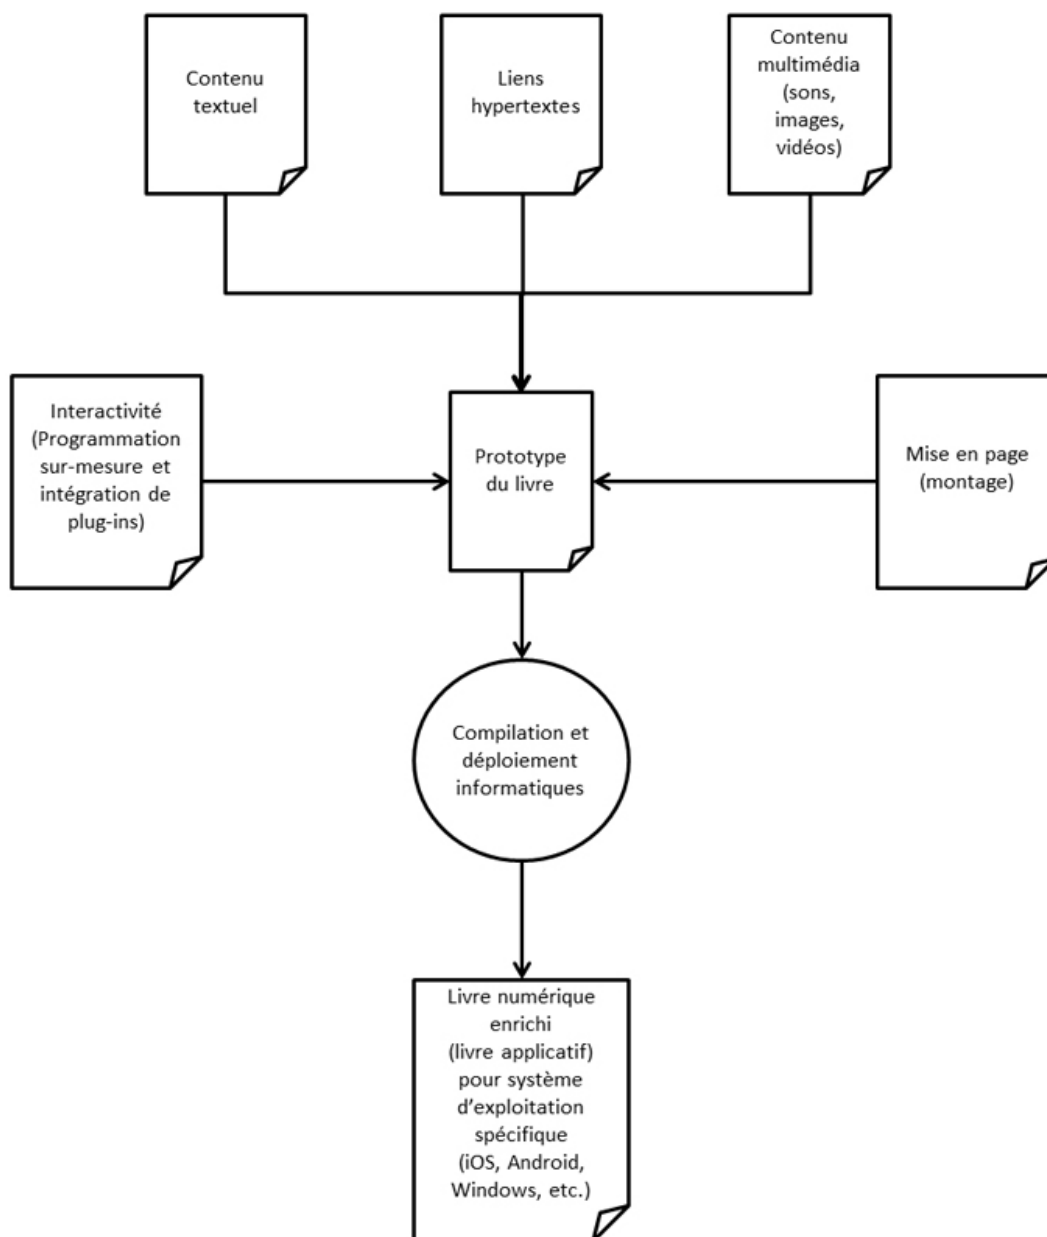 Contenu
textuel
Liens
hypertextes
Contenu
multimédia
(sons,
images,
vidéos)
Interactivité
(Programmation
sur-mesure et
intégration de
plug-ins)
Prototype
du livre
Mise en page
(montage)
Compilation et
déploiement
informatiques
Livre numérique
enrichi
(livre applicatif)
pour système
d’exploitation
spécifique
(iOS, Android,
Windows, etc.)